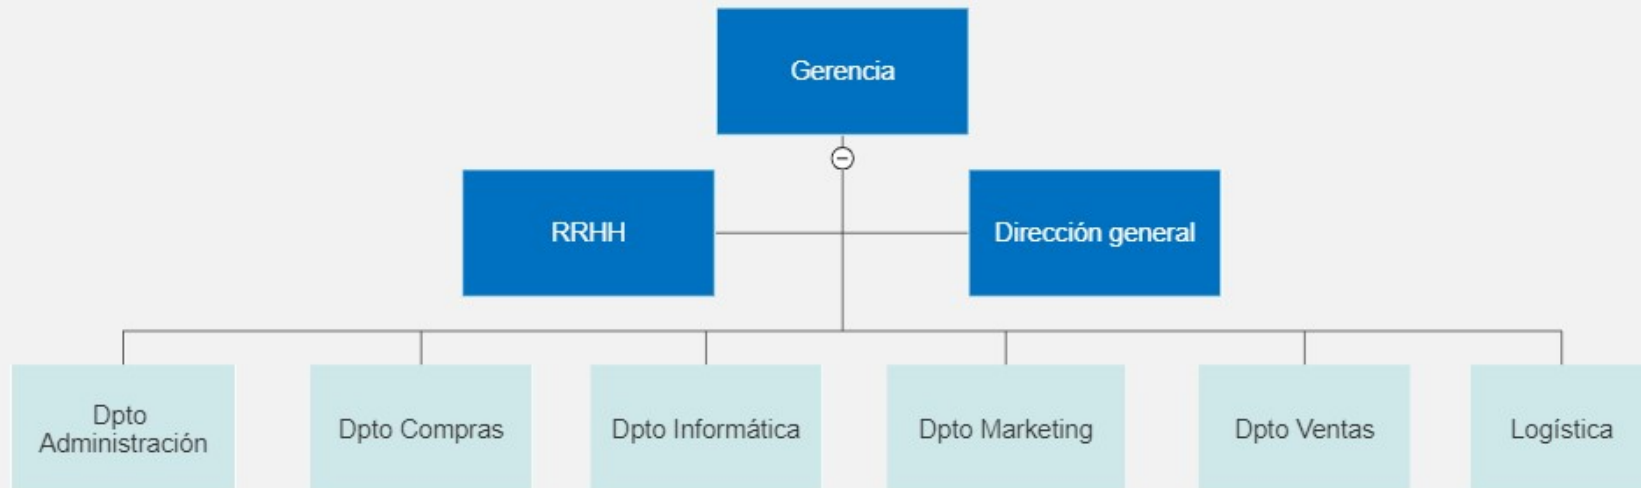 Gerencia
RRHH
Dirección general
Dpto
Administración
Dpto Compras
Dpto Informática
Dpto Marketing
Dpto Ventas
Logística